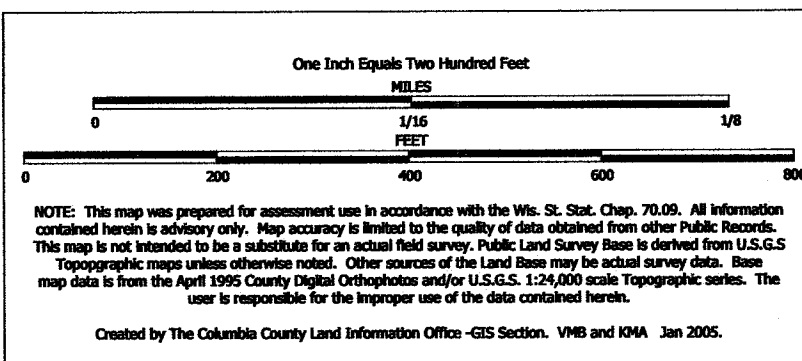 One Inch Equals Two Hundred Feet
MILES
0 1/16 1/8
FEET
0 200 400 600 800
NOTE: This map was prepared for assessment use in accordance with the Wis. St. Stat. Chap. 70.09. All information
contained herein is advisory only. Map accuracy is limited to the quality of data obtained from other Public Records.
This map is not intended to be a substitute for an actual field survey. Public Land Survey Base is derived from U.S.G.S
Topopgraphic maps unless otherwise noted. Other sources of the Land Base may be actual survey data. Base
map data is from the April 1995 County Digital Orthophotos and/or U.S.G.S. 1:24,000 scale Topographic series. The
user is responsible for the improper use of the data contained herein.
Created by The Columbia County Land Information Office -GIS Section. VMB and KMA Jan 2005.